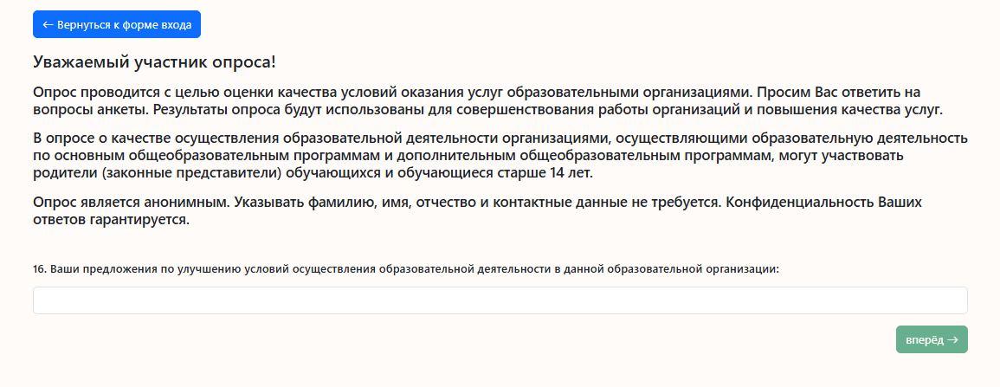 ← Вернуться к форме входа
Уважаемый участник опроса!
Опрос проводится с целью оценки качества условий оказания услуг образовательными организациями. Просим Вас ответить на
вопросы анкеты. Результаты опроса будут использованы для совершенствования работы организаций и повышения качества услуг.
В опросе о качестве осуществления образовательной деятельности организациями, осуществляющими образовательную деятельность
по основным общеобразовательным программам и дополнительным общеобразовательным программам, могут участвовать
родители (законные представители) обучающихся и обучающиеся старше 14 лет.
Опрос является анонимным. Указывать фамилию, имя, отчество и контактные данные не требуется. Конфиденциальность Ваших
ответов гарантируется.
16. Ваши предложения по улучшению условий осуществления образовательной деятельности в данной образовательной организации:
вперёд →